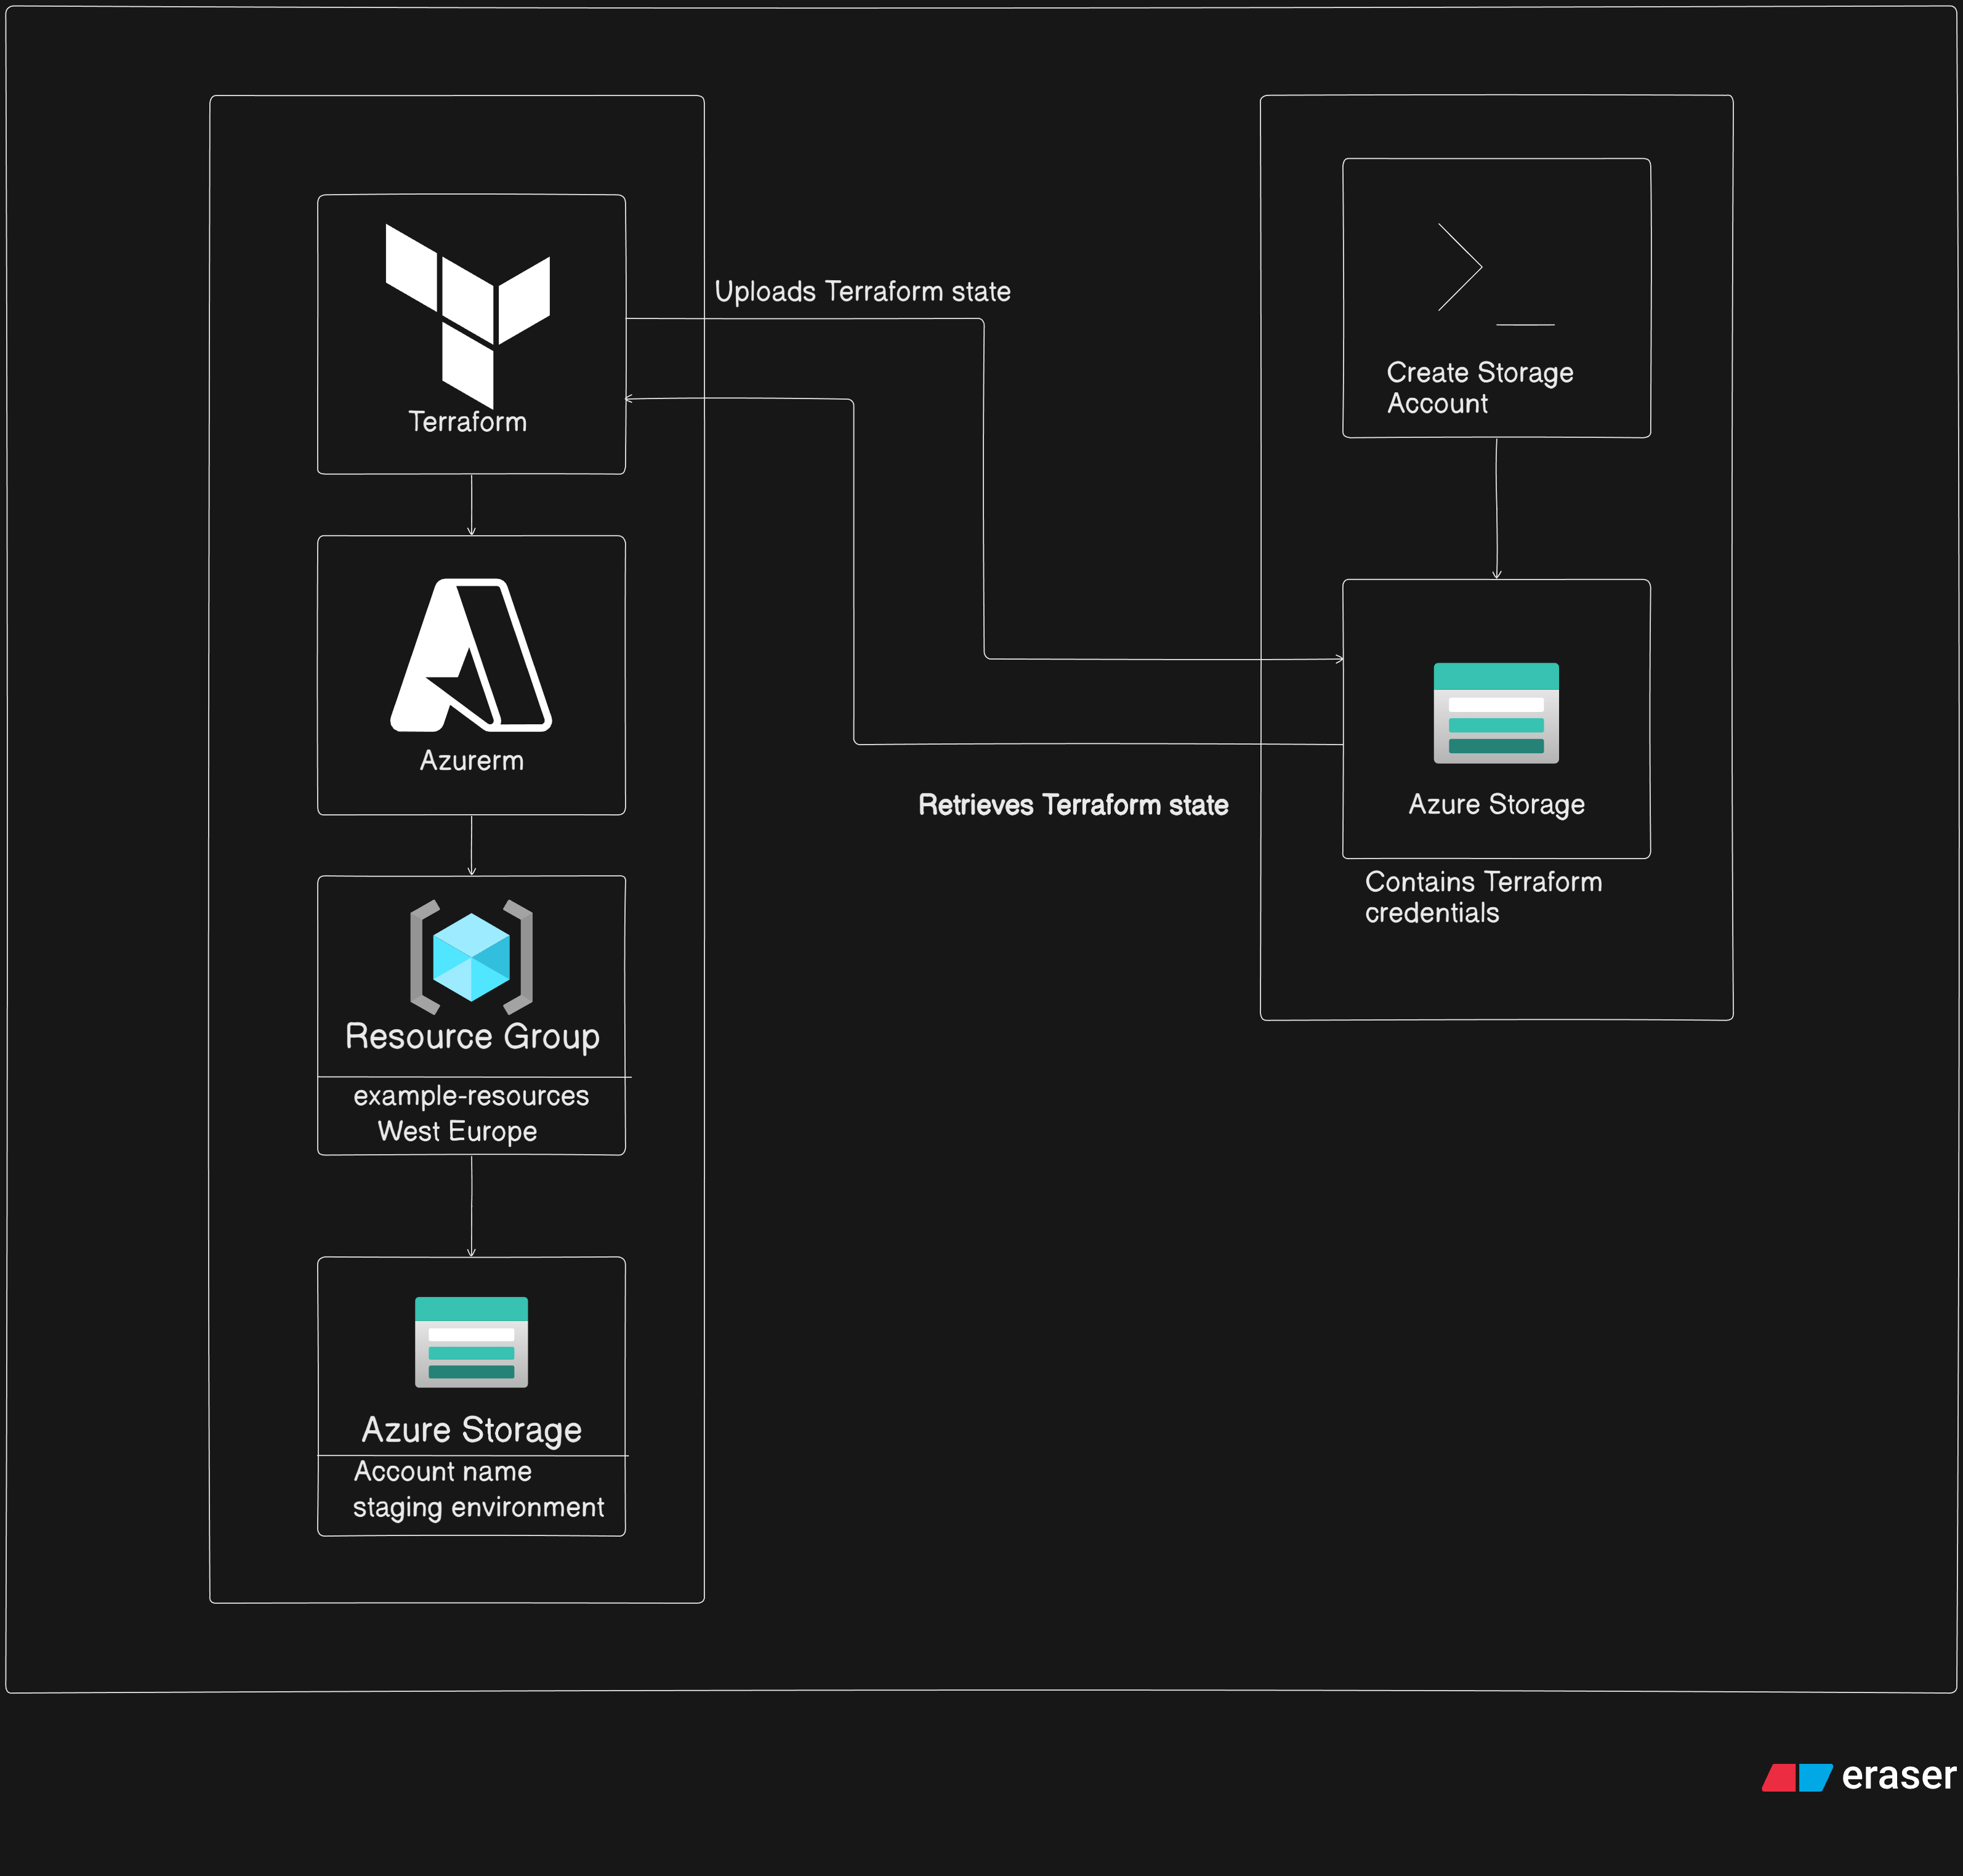 Terraform
Uploads Terraform state
Azurerm
Resource Group
example-resources
West Europe
Azure Storage
Account name
staging environment
Create Storage
Account
Azure Storage
Contains Terraform
credentials
Retrieves Terraform state
eraser